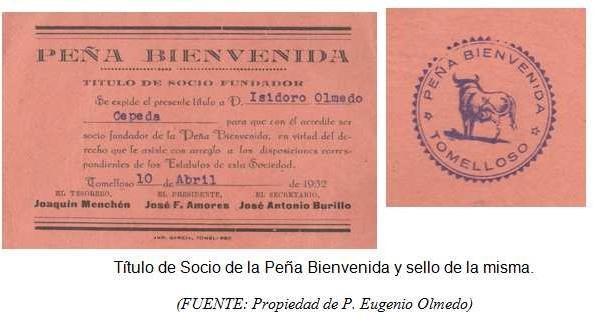 PEÑA BIENVENIDA
TITULO DE SOCIO FUNDADOR
Se expide el presente título a D. Isidoro Olmedo
Cepeda para que con él acredite ser
socio fundador de la Peña Bienvenida, en virtud del de-
recho que le asiste con arreglo a las disposiciones corres-
pondientes de los Estatutos de esta Sociedad.
Tomelloso 10 de Abril de 1932
EL TESORERO, EL PRESIDENTE, EL SECRETARIO,
Joaquín Menchén José F. Amores José Antonio Burillo
IMP. GARCIA, TOMELLOSO
PEÑA BIENVENIDA
TOMELLOSO
Título de Socio de la Peña Bienvenida y sello de la misma.
(FUENTE: Propiedad de P. Eugenio Olmedo)